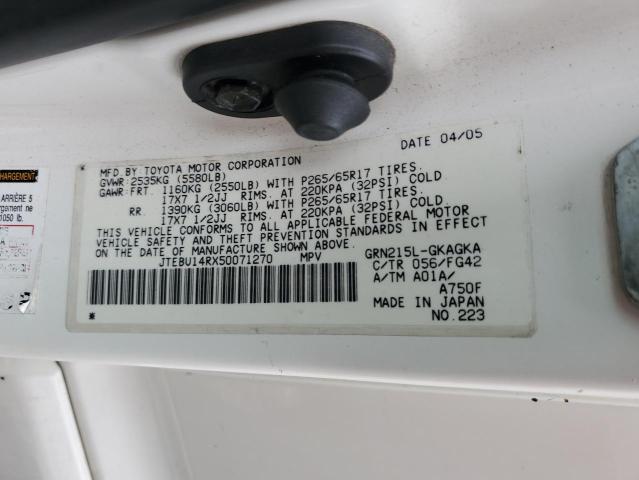 DATE 04/05
MFD.BY:TOYOTA MOTOR CORPORATION
GVWR:2535KG (5580LB)
GAWR:FRT. 1160KG (2550LB) WITH P265/65R17 TIRES.
17X7 1/2JJ RIMS. AT 220KPA (32PSI) COLD
RR. 1390KG (3060LB) WITH P265/65R17 TIRES.
17X7 1/2JJ RIMS. AT 220KPA (32PSI) COLD
THIS VEHICLE CONFORMS TO ALL APPLICABLE FEDERAL MOTOR
VEHICLE SAFETY AND THEFT PREVENTION STANDARDS IN EFFECT
ON THE DATE OF MANUFACTURE SHOWN ABOVE.
JTEBU14RX50071270 MPV
GRN215L-GKAGKA
C/TR 056/FG42
A/TM A01A/
A750F
MADE IN JAPAN
NO.223
* *
CHARGEMENT
ARRIÈRE 5
rgement ne
1050 lb.